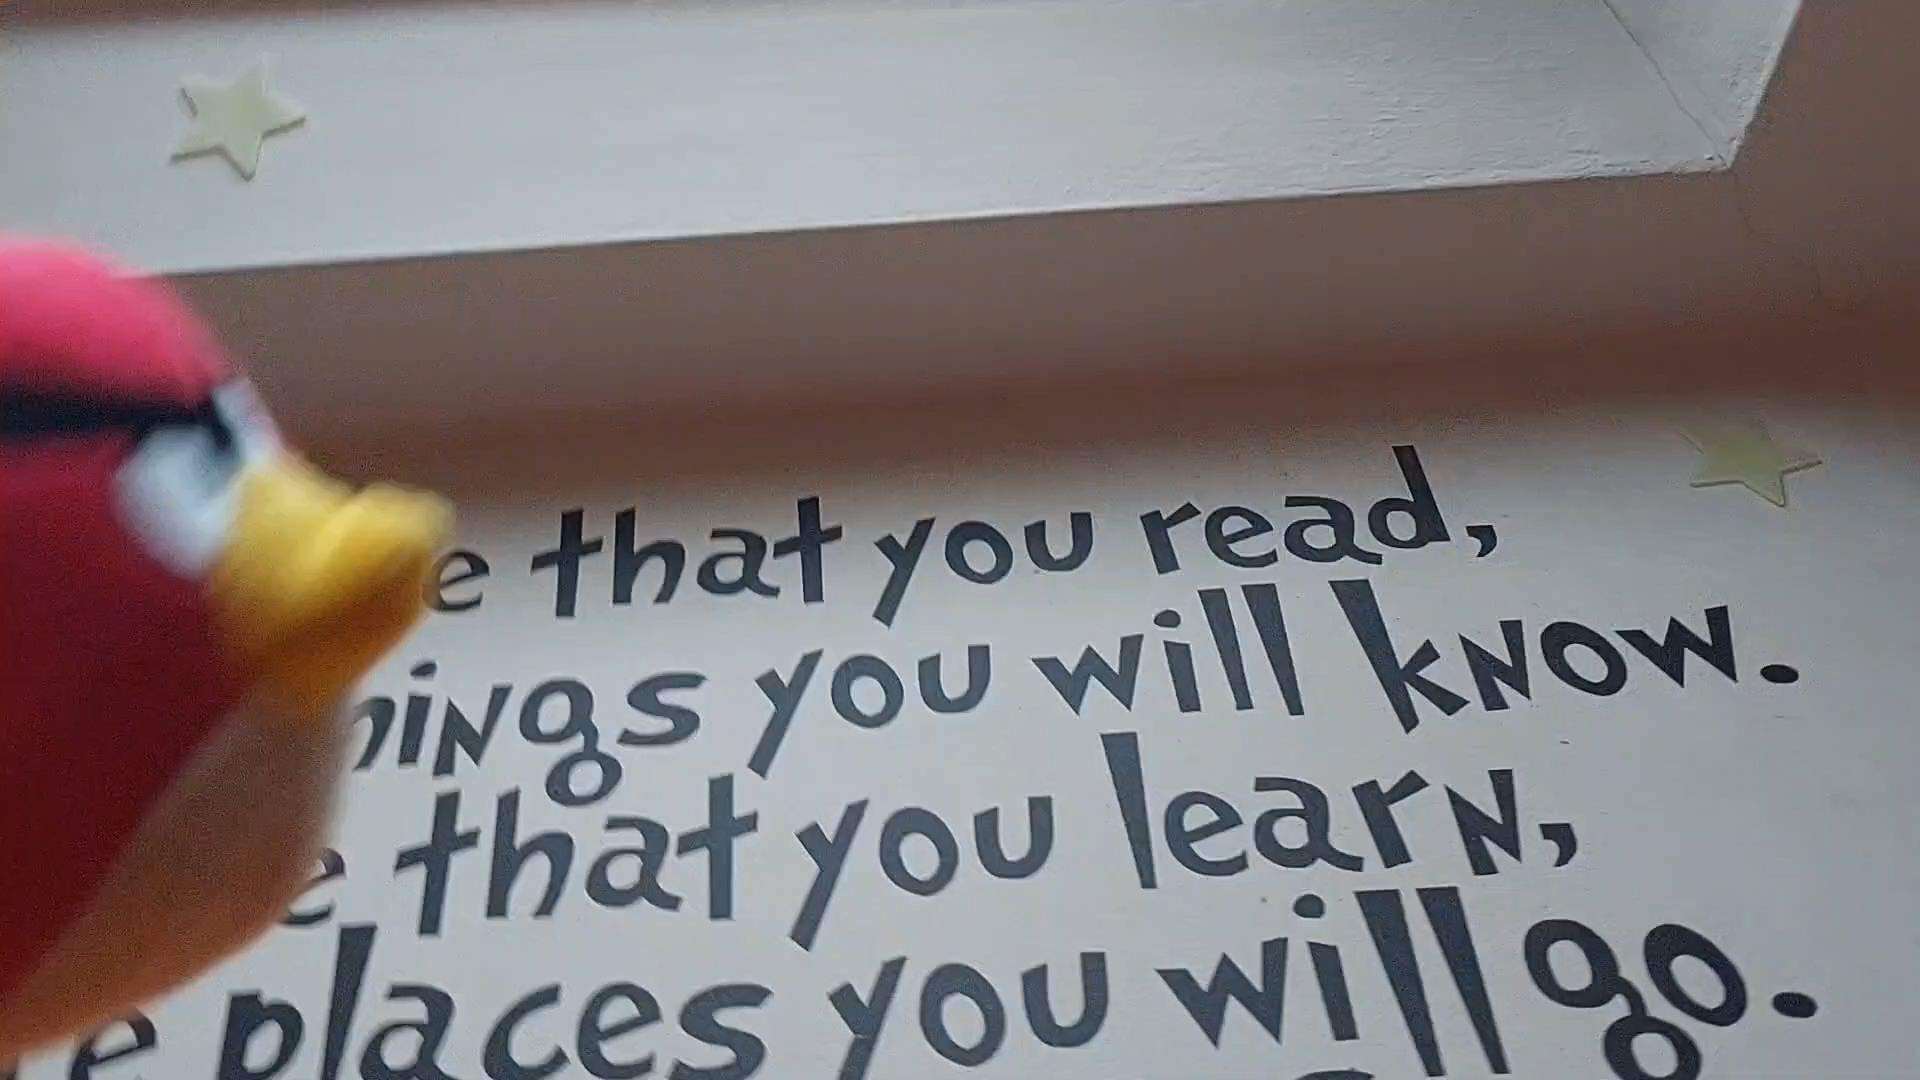 that you read,
you will know.
that you learn,
places you will go.